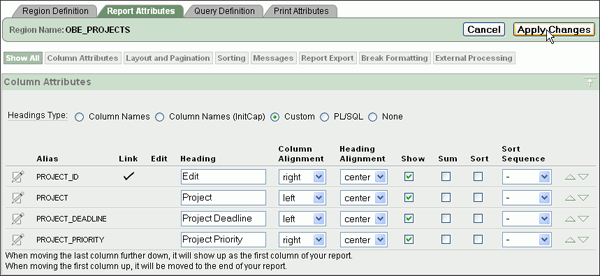 Region Definition Report Attributes Query Definition Print Attributes
Region Name: OBE_PROJECTS Cancel Apply Changes
Show All Column Attributes Layout and Pagination Sorting Messages Report Export Break Formatting External Processing
Column Attributes
Headings Type: Column Names Column Names (InitCap) Custom PL/SQL None
Alias Link Edit Heading Column Alignment Heading Alignment Show Sum Sort Sort Sequence
PROJECT_ID Edit right center -
PROJECT Project left center -
PROJECT_DEADLINE Project Deadline left center -
PROJECT_PRIORITY Project Priority right center -
When moving the last column further down, it will show up as the first column of your report.
When moving the first column up, it will be moved to the end of your report.